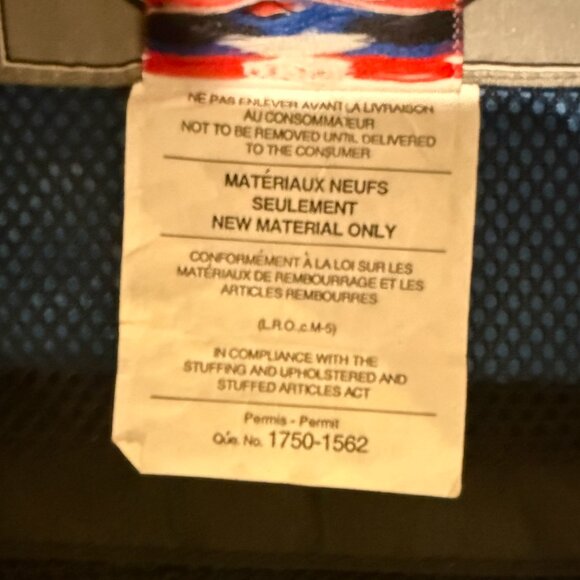 NE PAS ENLEVER AVANT LA LIVRAISON
AU CONSOMMATEUR
NOT TO BE REMOVED UNTIL DELIVERED
TO THE CONSUMER
MATÉRIAUX NEUFS
SEULEMENT
NEW MATERIAL ONLY
CONFORMÉMENT À LA LOI SUR LES
MATÉRIAUX DE REMBOURRAGE ET LES
ARTICLES REMBOURRES
(L.R.O.,c.M-5)
IN COMPLIANCE WITH THE
STUFFING AND UPHOLSTERED AND
STUFFED ARTICLES ACT
Permis - Permit
Qúe. No. 1750-1562